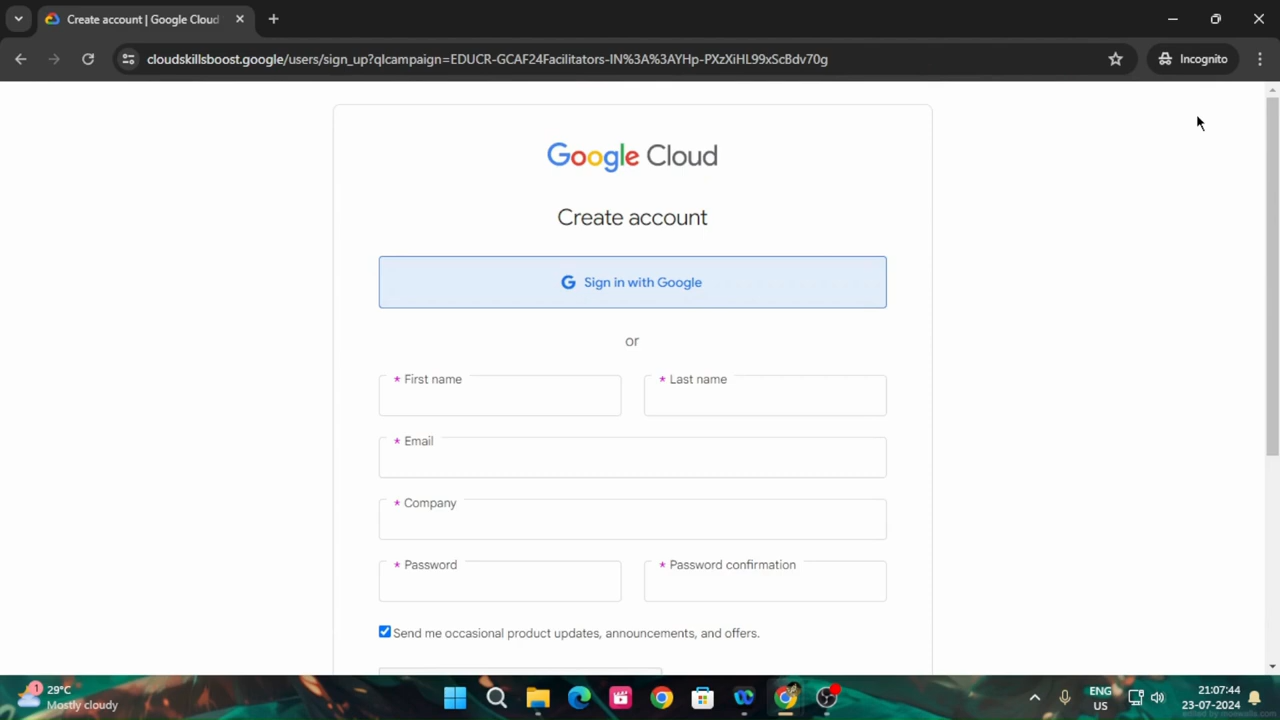 Create account | Google Cloud
cloudskillsboost.google/users/sign_up?qlcampaign=EDUCR-GCAF24Facilitators-IN%3A%3AYHp-PXzXiHL99xScBdv70g
Incognito
Google Cloud
Create account
G Sign in with Google
or
* First name
* Last name
* Email
* Company
* Password
* Password confirmation
Send me occasional product updates, announcements, and offers.
1
29°C
Mostly cloudy
ENG
US
21:07:44
23-07-2024